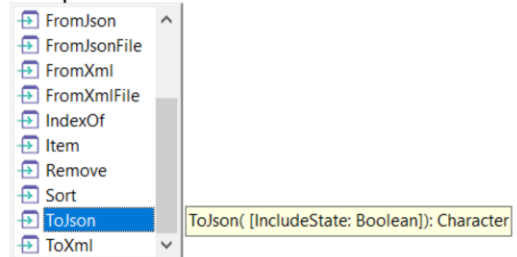 FromJson
FromJsonFile
FromXml
FromXmlFile
IndexOf
Item
Remove
Sort
ToJson
ToJson( [IncludeState: Boolean]): Character
ToXml